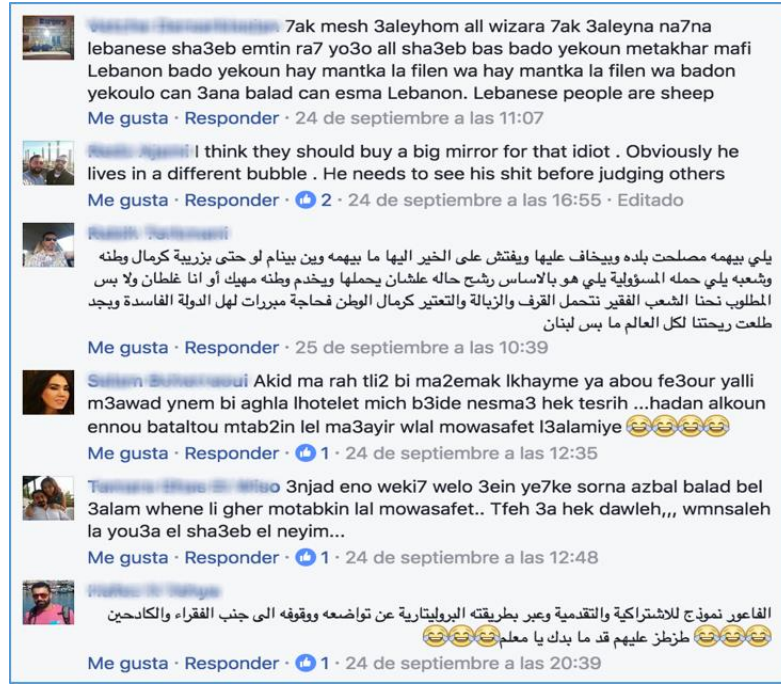 7ak mesh 3aleyhom all wizara 7ak 3aleyna na7na
lebanese sha3eb emtin ra7 yo3o all sha3eb bas bado yekoun metakhar mafi
Lebanon bado yekoun hay mantka la filen wa hay mantka la filen wa badon
yekoulo can 3ana balad can esma Lebanon. Lebanese people are sheep
Me gusta · Responder · 24 de septiembre a las 11:07
I think they should buy a big mirror for that idiot . Obviously he
lives in a different bubble . He needs to see his shit before judging others
Me gusta · Responder · 2 · 24 de septiembre a las 16:55 · Editado
يلي بيهمه مصلحت بلده وبيخاف عليها ويفتش على الخير اليها ما بيهمه وين بينام لو حتى بزريبة كرمال وطنه
وشعبه يلي حمله المسؤولية يلي هو بالاساس رشح حاله علشان يحملها ويخدم وطنه مهيك أو انا غلطان ولا بس
المطلوب نحنا الشعب الفقير نتحمل القرف والزبالة والتعتير كرمال الوطن فحاجة مبررات لهل الدولة الفاسدة وبجد
طلعت ريحتنا لكل العالم ما بس لبنان
Me gusta · Responder · 25 de septiembre a las 10:39
Akid ma rah tli2 bi ma2emak lkhayme ya abou fe3our yalli
m3awad ynem bi aghla lhotelet mich b3ide nesma3 hek tesrih ...hadan alkoun
ennou bataltou mtab2in lel ma3ayir wlal mowasafet l3alamiye 😂😂😂😂
Me gusta · Responder · 1 · 24 de septiembre a las 12:35
3njad eno weki7 welo 3ein ye7ke sorna azbal balad bel
3alam whene li gher motabkin lal mowasafet.. Tfeh 3a hek dawleh,,, wmnsaleh
la you3a el sha3eb el neyim...
Me gusta · Responder · 1 · 24 de septiembre a las 12:48
الفاعور نموذج للاشتراكية والتقدمية وعبر بطريقته البروليتارية عن تواضعه ووقوفه الى جنب الفقراء والكادحين
😂😂😂 طزطز عليهم قد ما بدك يا معلم😂😂😂
Me gusta · Responder · 1 · 24 de septiembre a las 20:39